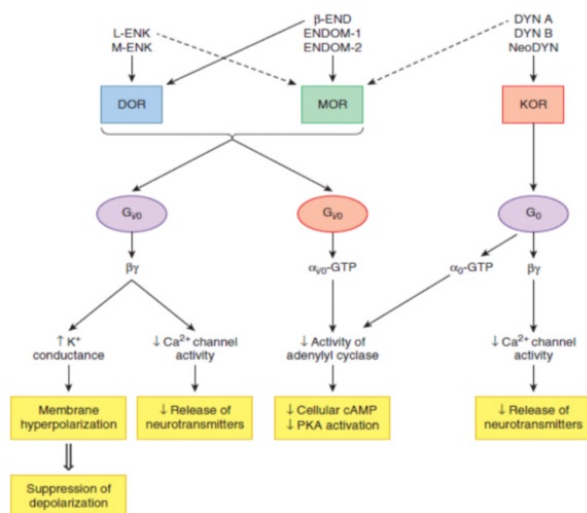 L-ENK
M-ENK
β-END
ENDOM-1
ENDOM-2
DYN A
DYN B
NeoDYN
DOR
MOR
KOR
Gi/0
Gi/0
G0
βγ
αi/0-GTP
α0-GTP
βγ
↑ K⁺
conductance
↓ Ca²⁺ channel
activity
↓ Activity of
adenylyl cyclase
↓ Ca²⁺ channel
activity
Membrane
hyperpolarization
↓ Release of
neurotransmitters
↓ Cellular cAMP
↓ PKA activation
↓ Release of
neurotransmitters
Suppression of
depolarization